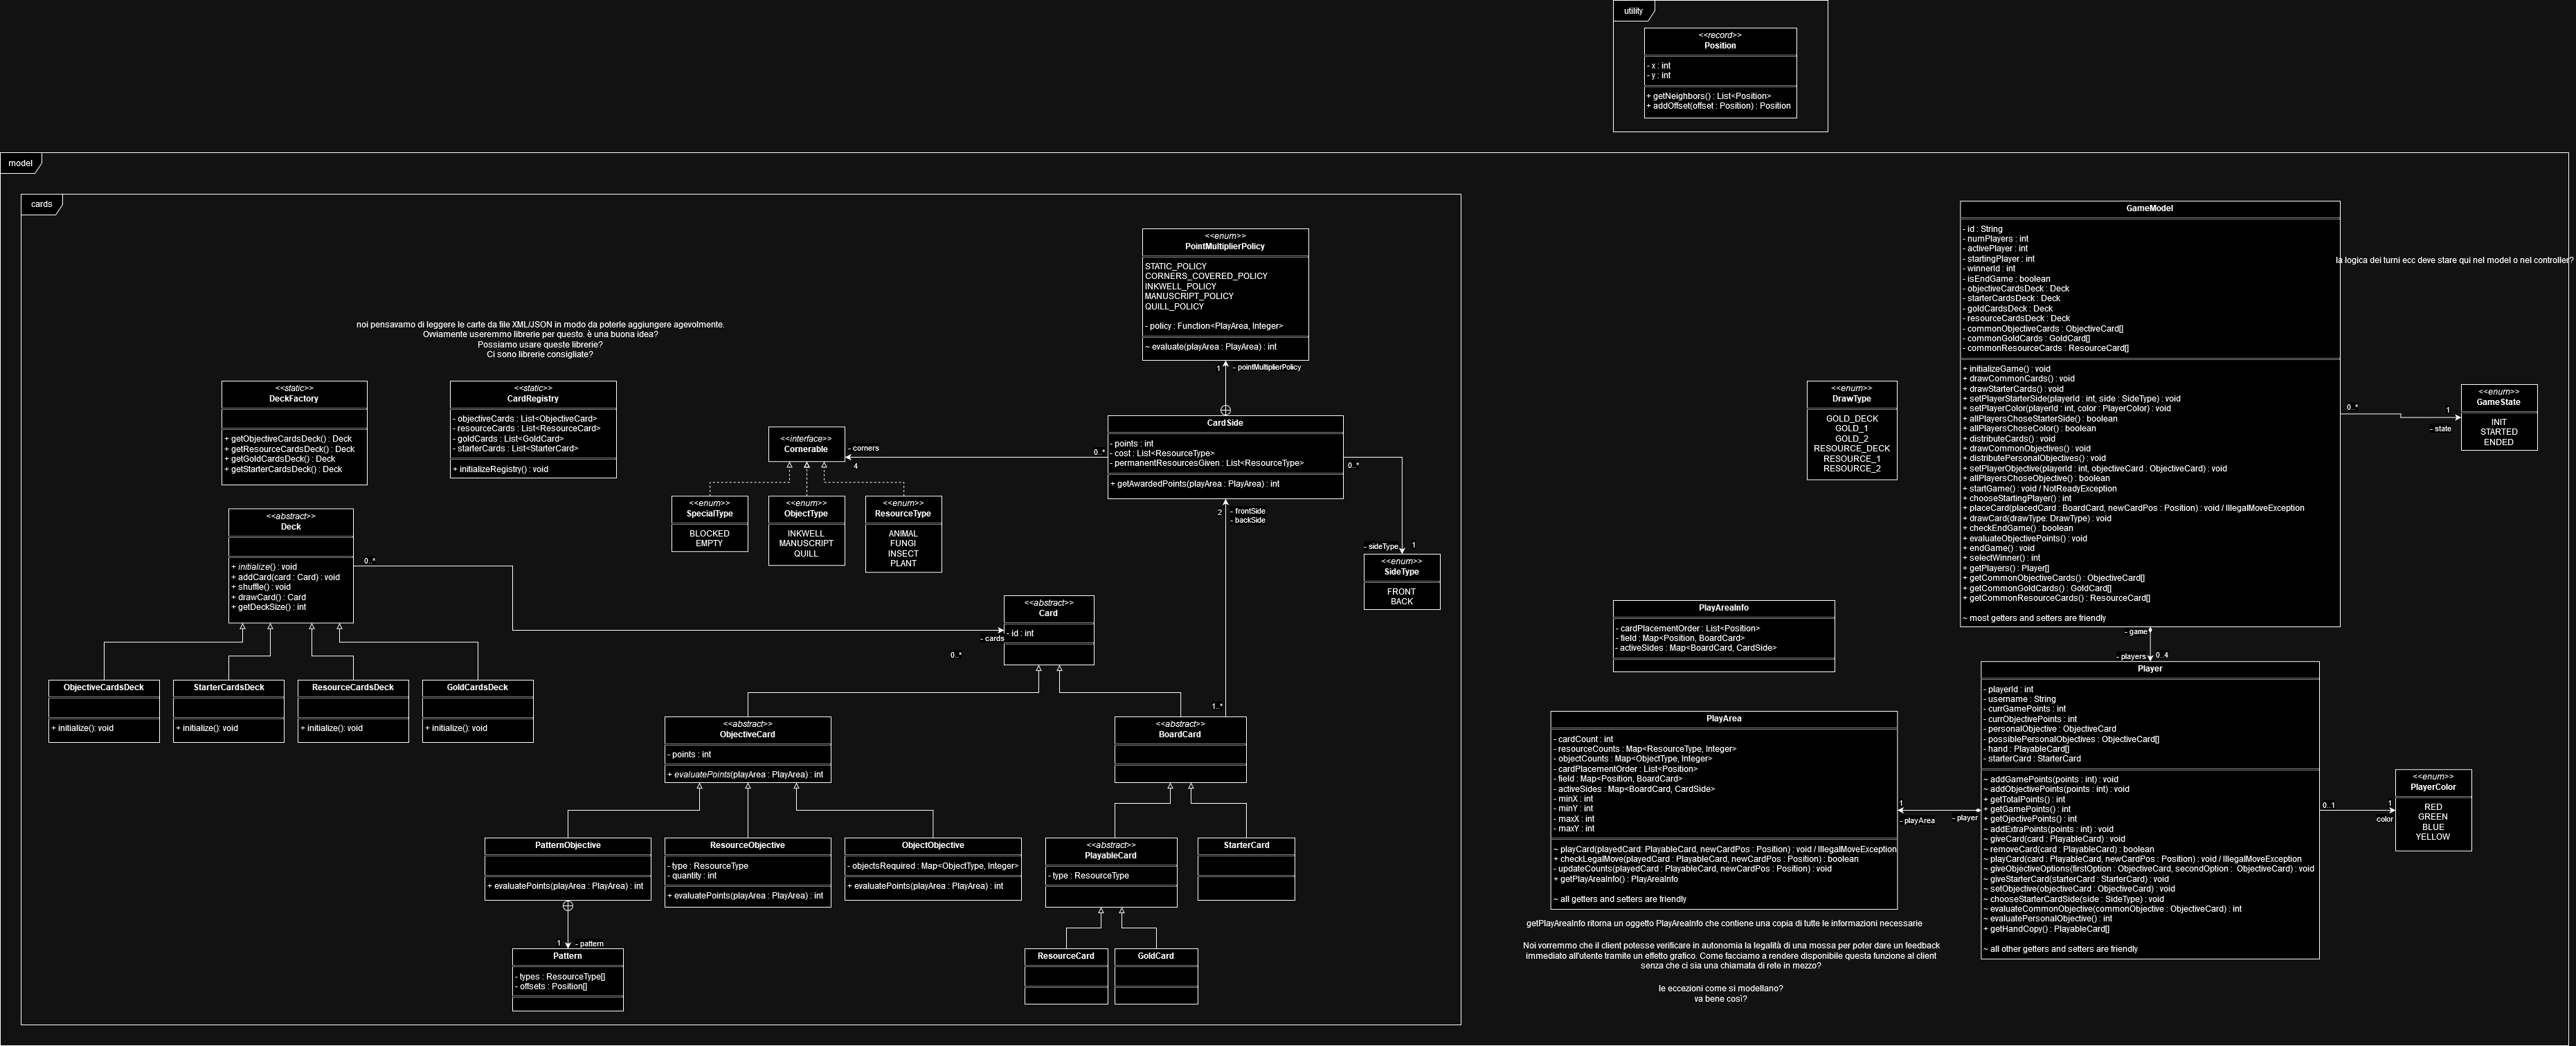 utility
<<record>>
Position
- x : int
- y : int
+ getNeighbors() : List<Position>
+ addOffset(offset : Position) : Position
model
cards
<<enum>>
PointMultiplierPolicy
STATIC_POLICY
CORNERS_COVERED_POLICY
INKWELL_POLICY
MANUSCRIPT_POLICY
QUILL_POLICY
- policy : Function<PlayArea, Integer>
~ evaluate(playArea : PlayArea) : int
1
- pointMultiplierPolicy
noi pensavamo di leggere le carte da file XML/JSON in modo da poterle aggiungere agevolmente.
Ovviamente useremmo librerie per questo. è una buona idea?
Possiamo usare queste librerie?
Ci sono librerie consigliate?
<<static>>
DeckFactory
+ getObjectiveCardsDeck() : Deck
+ getResourceCardsDeck() : Deck
+ getGoldCardsDeck() : Deck
+ getStarterCardsDeck() : Deck
<<static>>
CardRegistry
- objectiveCards : List<ObjectiveCard>
- resourceCards : List<ResourceCard>
- goldCards : List<GoldCard>
- starterCards : List<StarterCard>
+ initializeRegistry() : void
<<interface>>
Cornerable
- corners
4
0..*
CardSide
- points : int
- cost : List<ResourceType>
- permanentResourcesGiven : List<ResourceType>
+ getAwardedPoints(playArea : PlayArea) : int
0..*
<<enum>>
SpecialType
BLOCKED
EMPTY
<<enum>>
ObjectType
INKWELL
MANUSCRIPT
QUILL
<<enum>>
ResourceType
ANIMAL
FUNGI
INSECT
PLANT
2
- frontSide
- backSide
- sideType
1
<<enum>>
SideType
FRONT
BACK
<<abstract>>
Deck
+ initialize() : void
+ addCard(card : Card) : void
+ shuffle() : void
+ drawCard() : Card
+ getDeckSize() : int
0..*
<<abstract>>
Card
- id : int
- cards
0..*
ObjectiveCardsDeck
+ initialize(): void
StarterCardsDeck
+ initialize(): void
ResourceCardsDeck
+ initialize(): void
GoldCardsDeck
+ initialize(): void
<<abstract>>
ObjectiveCard
- points : int
+ evaluatePoints(playArea : PlayArea) : int
1..*
<<abstract>>
BoardCard
PatternObjective
+ evaluatePoints(playArea : PlayArea) : int
ResourceObjective
- type : ResourceType
- quantity : int
+ evaluatePoints(playArea : PlayArea) : int
ObjectObjective
- objectsRequired : Map<ObjectType, Integer>
+ evaluatePoints(playArea : PlayArea) : int
<<abstract>>
PlayableCard
- type : ResourceType
StarterCard
1
- pattern
Pattern
- types : ResourceType[]
- offsets : Position[]
ResourceCard
GoldCard
<<enum>>
DrawType
GOLD_DECK
GOLD_1
GOLD_2
RESOURCE_DECK
RESOURCE_1
RESOURCE_2
GameModel
- id : String
- numPlayers : int
- activePlayer : int
- startingPlayer : int
- winnerId : int
- isEndGame : boolean
- objectiveCardsDeck : Deck
- starterCardsDeck : Deck
- goldCardsDeck : Deck
- resourceCardsDeck : Deck
- commonObjectiveCards : ObjectiveCard[]
- commonGoldCards : GoldCard[]
- commonResourceCards : ResourceCard[]
+ initializeGame() : void
+ drawCommonCards() : void
+ drawStarterCards() : void
+ setPlayerStarterSide(playerId : int, side : SideType) : void
+ setPlayerColor(playerId : int, color : PlayerColor) : void
+ allPlayersChoseStarterSide() : boolean
+ allPlayersChoseColor() : boolean
+ distributeCards() : void
+ drawCommonObjectives() : void
+ distributePersonalObjectives() : void
+ setPlayerObjective(playerId : int, objectiveCard : ObjectiveCard) : void
+ allPlayersChoseObjective() : boolean
+ startGame() : void / NotReadyException
+ chooseStartingPlayer() : int
+ placeCard(placedCard : BoardCard, newCardPos : Position) : void / IllegalMoveException
+ drawCard(drawType: DrawType) : void
+ checkEndGame() : boolean
+ evaluateObjectivePoints() : void
+ endGame() : void
+ selectWinner() : int
+ getPlayers() : Player[]
+ getCommonObjectiveCards() : ObjectiveCard[]
+ getCommonGoldCards() : GoldCard[]
+ getCommonResourceCards() : ResourceCard[]
~ most getters and setters are friendly
la logica dei turni ecc deve stare qui nel model o nel controller?
0..*
1
- state
<<enum>>
GameState
INIT
STARTED
ENDED
- game
- players
0..4
PlayAreaInfo
- cardPlacementOrder : List<Position>
- field : Map<Position, BoardCard>
- activeSides : Map<BoardCard, CardSide>
PlayArea
- cardCount : int
- resourceCounts : Map<ResourceType, Integer>
- objectCounts : Map<ObjectType, Integer>
- cardPlacementOrder : List<Position>
- field : Map<Position, BoardCard>
- activeSides : Map<BoardCard, CardSide>
- minX : int
- minY : int
- maxX : int
- maxY : int
~ playCard(playedCard: PlayableCard, newCardPos : Position) : void / IllegalMoveException
+ checkLegalMove(playedCard : PlayableCard, newCardPos : Position) : boolean
- updateCounts(playedCard : PlayableCard, newCardPos : Position) : void
+ getPlayAreaInfo() : PlayAreaInfo
~ all getters and setters are friendly
1
- playArea
- player
Player
- playerId : int
- username : String
- currGamePoints : int
- currObjectivePoints : int
- personalObjective : ObjectiveCard
- possiblePersonalObjectives : ObjectiveCard[]
- hand : PlayableCard[]
- starterCard : StarterCard
~ addGamePoints(points : int) : void
~ addObjectivePoints(points : int) : void
+ getTotalPoints() : int
+ getGamePoints() : int
+ getOjectivePoints() : int
~ addExtraPoints(points : int) : void
~ giveCard(card : PlayableCard) : void
~ removeCard(card : PlayableCard) : boolean
~ playCard(card : PlayableCard, newCardPos : Position) : void / IllegalMoveException
~ giveObjectiveOptions(firstOption : ObjectiveCard, secondOption : ObjectiveCard) : void
~ giveStarterCard(starterCard : StarterCard) : void
~ setObjective(objectiveCard : ObjectiveCard) : void
~ chooseStarterCardSide(side : SideType) : void
~ evaluateCommonObjective(commonObjective : ObjectiveCard) : int
~ evaluatePersonalObjective() : int
+ getHandCopy() : PlayableCard[]
~ all other getters and setters are friendly
0..1
1
color
<<enum>>
PlayerColor
RED
GREEN
BLUE
YELLOW
getPlayAreaInfo ritorna un oggetto PlayAreaInfo che contiene una copia di tutte le informazioni necessarie
Noi vorremmo che il client potesse verificare in autonomia la legalità di una mossa per poter dare un feedback
immediato all'utente tramite un effetto grafico. Come facciamo a rendere disponibile questa funzione al client
senza che ci sia una chiamata di rete in mezzo?
le eccezioni come si modellano?
va bene così?